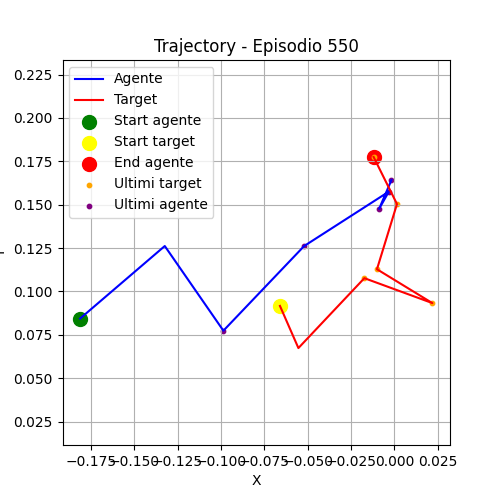 Trajectory - Episodio 550
Agente
Target
Start agente
Start target
End agente
Ultimi target
Ultimi agente
0.225
0.200
0.175
0.150
0.125
0.100
0.075
0.050
0.025
−0.175 −0.150 −0.125 −0.100 −0.075 −0.050 −0.025 0.000 0.025
X